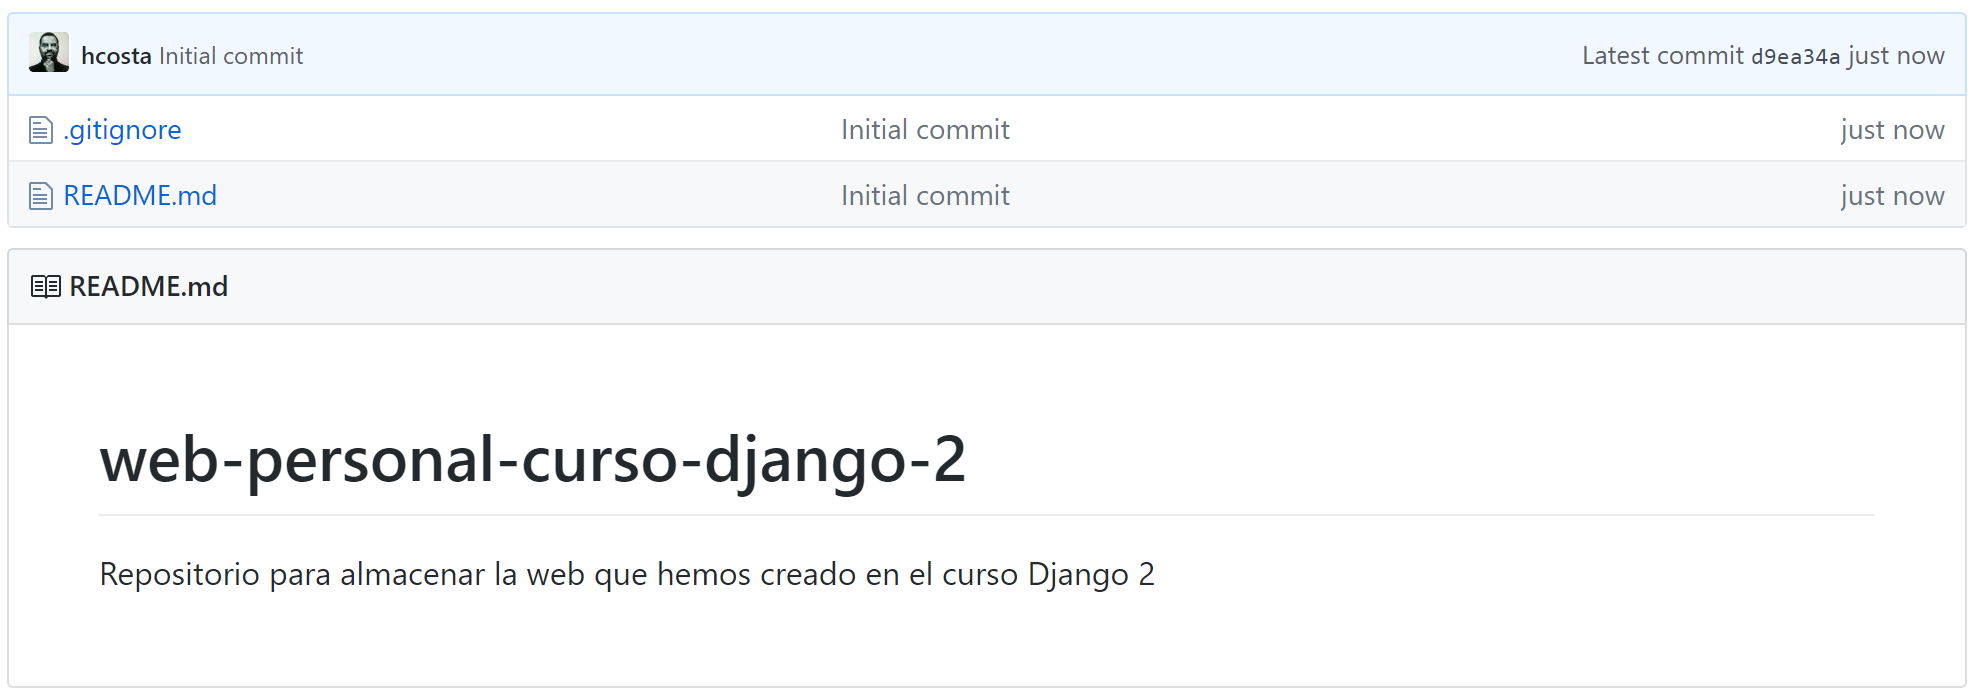 hcosta Initial commit Latest commit d9ea34a just now
.gitignore Initial commit just now
README.md Initial commit just now
README.md
web-personal-curso-django-2
Repositorio para almacenar la web que hemos creado en el curso Django 2